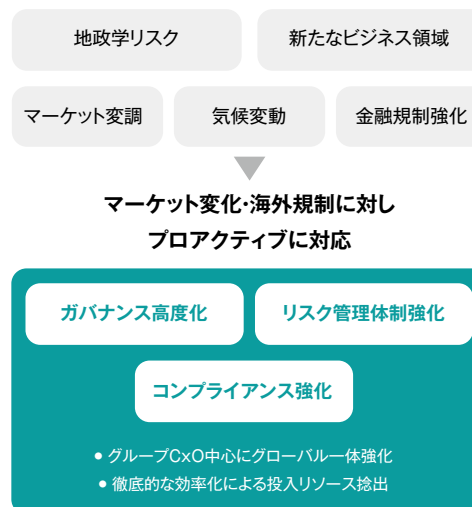 地政学リスク
新たなビジネス領域
マーケット変調
気候変動
金融規制強化
マーケット変化・海外規制に対し
プロアクティブに対応
ガバナンス高度化
リスク管理体制強化
コンプライアンス強化
● グループCxO中心にグローバル一体強化
● 徹底的な効率化による投入リソース捻出